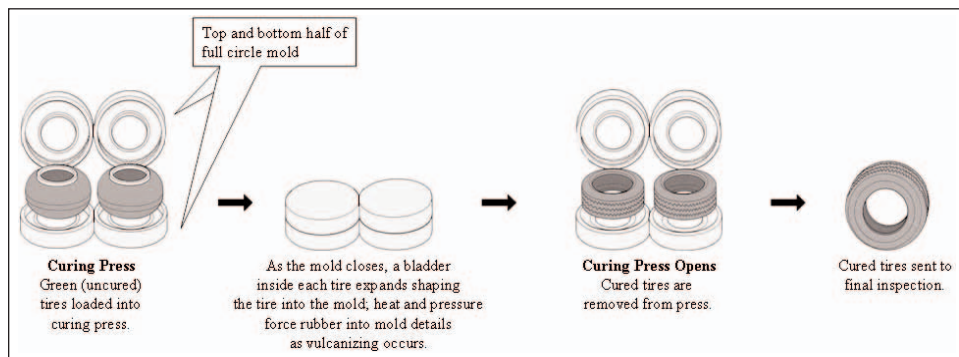 Top and bottom half of
full circle mold
Curing Press
Green (uncured)
tires loaded into
curing press.
As the mold closes, a bladder
inside each tire expands shaping
the tire into the mold; heat and pressure
force rubber into mold details
as vulcanizing occurs.
Curing Press Opens
Cured tires are
removed from press.
Cured tires sent to
final inspection.